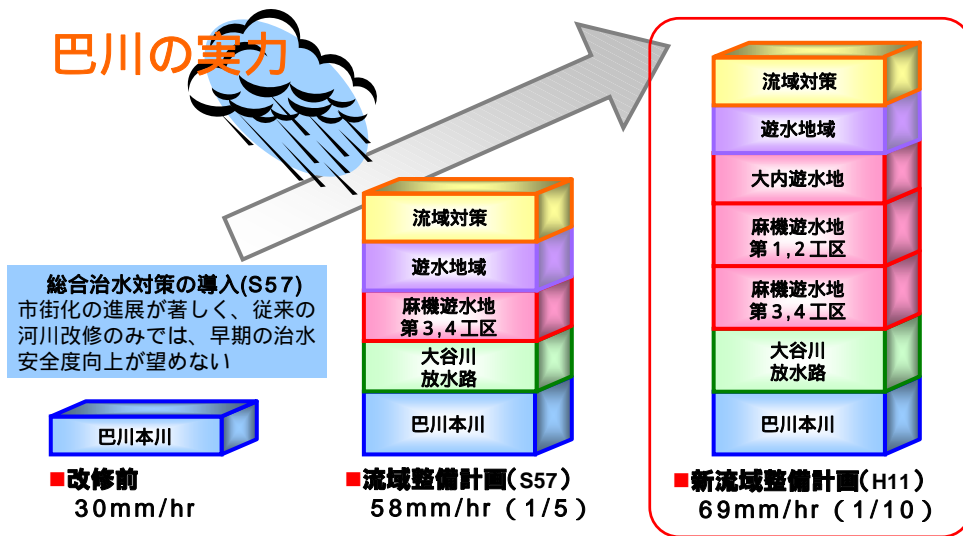 巴川の実力
総合治水対策の導入(S57)
市街化の進展が著しく、従来の
河川改修のみでは、早期の治水
安全度向上が望めない
巴川本川
■改修前
30mm/hr
流域対策
遊水地域
麻機遊水地
第3,4工区
大谷川
放水路
巴川本川
■流域整備計画(S57)
58mm/hr (1/5)
流域対策
遊水地域
大内遊水地
麻機遊水地
第1,2工区
麻機遊水地
第3,4工区
大谷川
放水路
巴川本川
■新流域整備計画(H11)
69mm/hr (1/10)